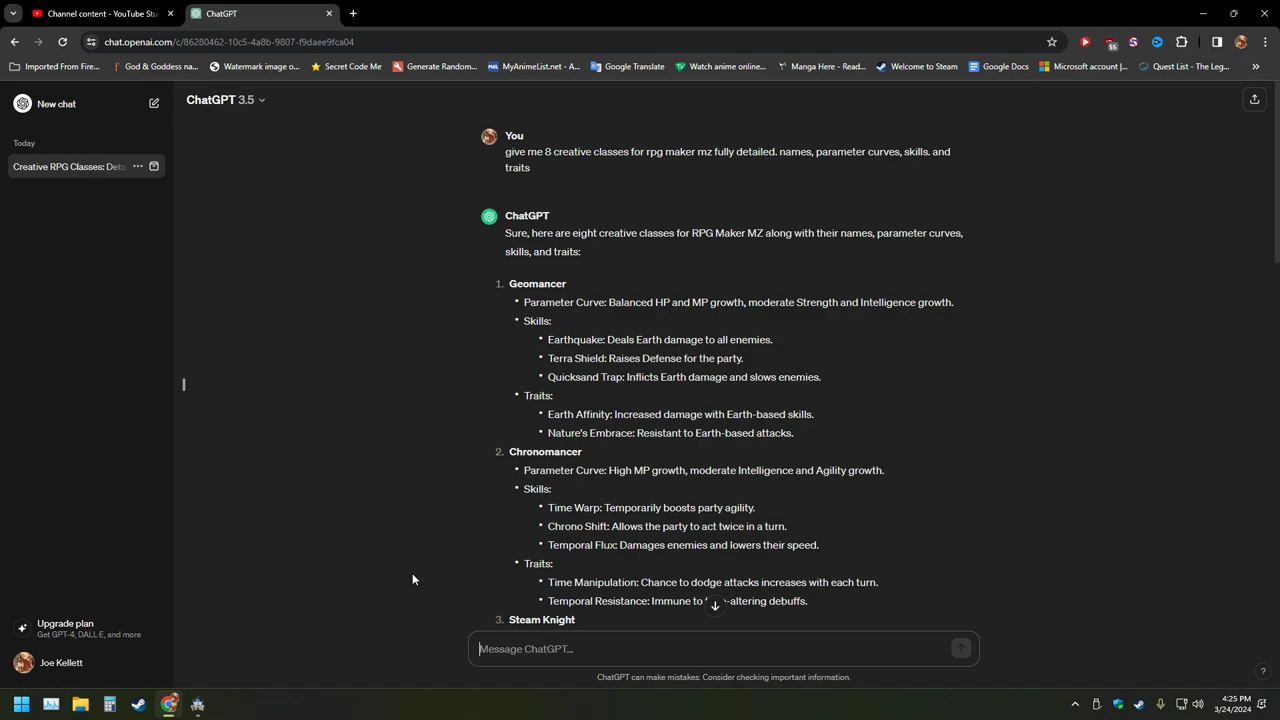 Channel content - YouTube Stu
ChatGPT
chat.openai.com/c/86280462-10c5-4a8b-9807-f9daee9fca04
55
Imported From Fire...
God & Goddess na...
Watermark image o...
Secret Code Me
Generate Random...
MAL
MyAnimeList.net - A...
Google Translate
Watch anime online...
Manga Here - Read...
Welcome to Steam
Google Docs
Microsoft account |...
Quest List - The Leg...
New chat
ChatGPT 3.5
Today
Creative RPG Classes: Deta
You
give me 8 creative classes for rpg maker mz fully detailed. names, parameter curves, skills. and
traits
ChatGPT
Sure, here are eight creative classes for RPG Maker MZ along with their names, parameter curves,
skills, and traits:
1. Geomancer
• Parameter Curve: Balanced HP and MP growth, moderate Strength and Intelligence growth.
• Skills:
• Earthquake: Deals Earth damage to all enemies.
• Terra Shield: Raises Defense for the party.
• Quicksand Trap: Inflicts Earth damage and slows enemies.
• Traits:
• Earth Affinity: Increased damage with Earth-based skills.
• Nature's Embrace: Resistant to Earth-based attacks.
2. Chronomancer
• Parameter Curve: High MP growth, moderate Intelligence and Agility growth.
• Skills:
• Time Warp: Temporarily boosts party agility.
• Chrono Shift: Allows the party to act twice in a turn.
• Temporal Flux: Damages enemies and lowers their speed.
• Traits:
• Time Manipulation: Chance to dodge attacks increases with each turn.
• Temporal Resistance: Immune to -altering debuffs.
3. Steam Knight
Upgrade plan
Get GPT-4, DALL·E, and more
Joe Kellett
Message ChatGPT...
ChatGPT can make mistakes. Consider checking important information.
?
4:25 PM
3/24/2024